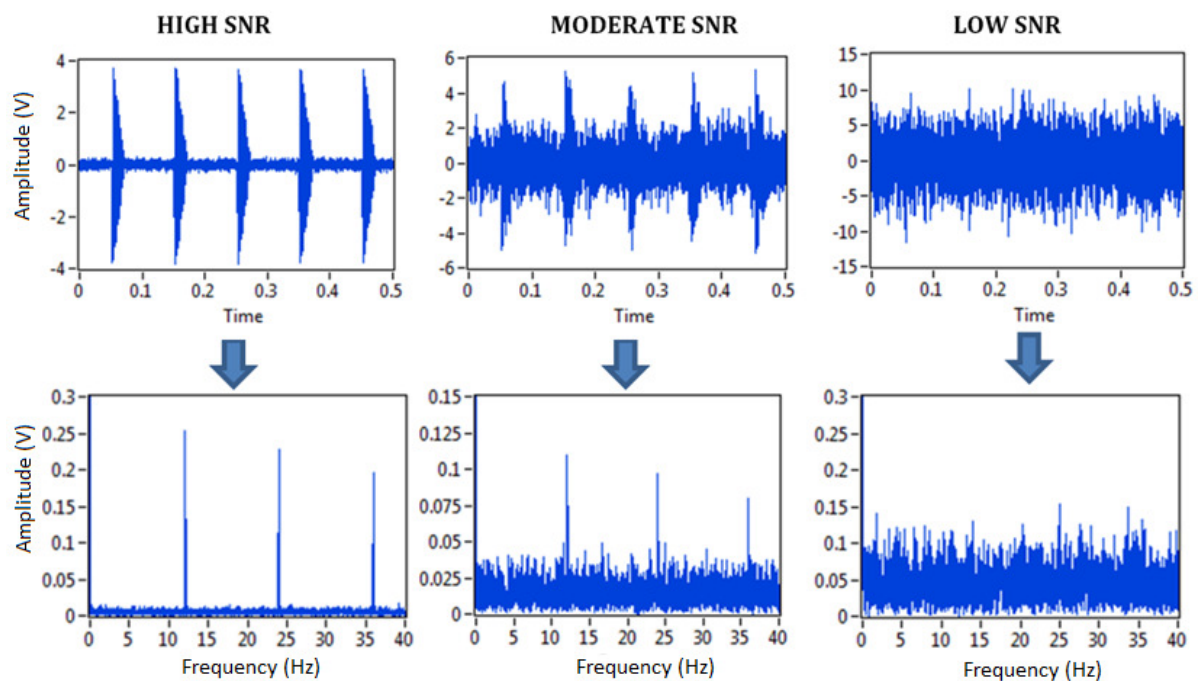 HIGH SNR
MODERATE SNR
LOW SNR
Amplitude (V)
4
2
0
-2
-4
0 0.1 0.2 0.3 0.4 0.5
Time
6
4
2
0
-2
-4
-6
0 0.1 0.2 0.3 0.4 0.5
Time
15
10
5
0
-5
-10
-15
0 0.1 0.2 0.3 0.4 0.5
Time
Amplitude (V)
0.3
0.25
0.2
0.15
0.1
0.05
0
0 5 10 15 20 25 30 35 40
Frequency (Hz)
0.15
0.125
0.1
0.075
0.05
0.025
0
0 5 10 15 20 25 30 35 40
Frequency (Hz)
0.3
0.25
0.2
0.15
0.1
0.05
0
0 5 10 15 20 25 30 35 40
Frequency (Hz)